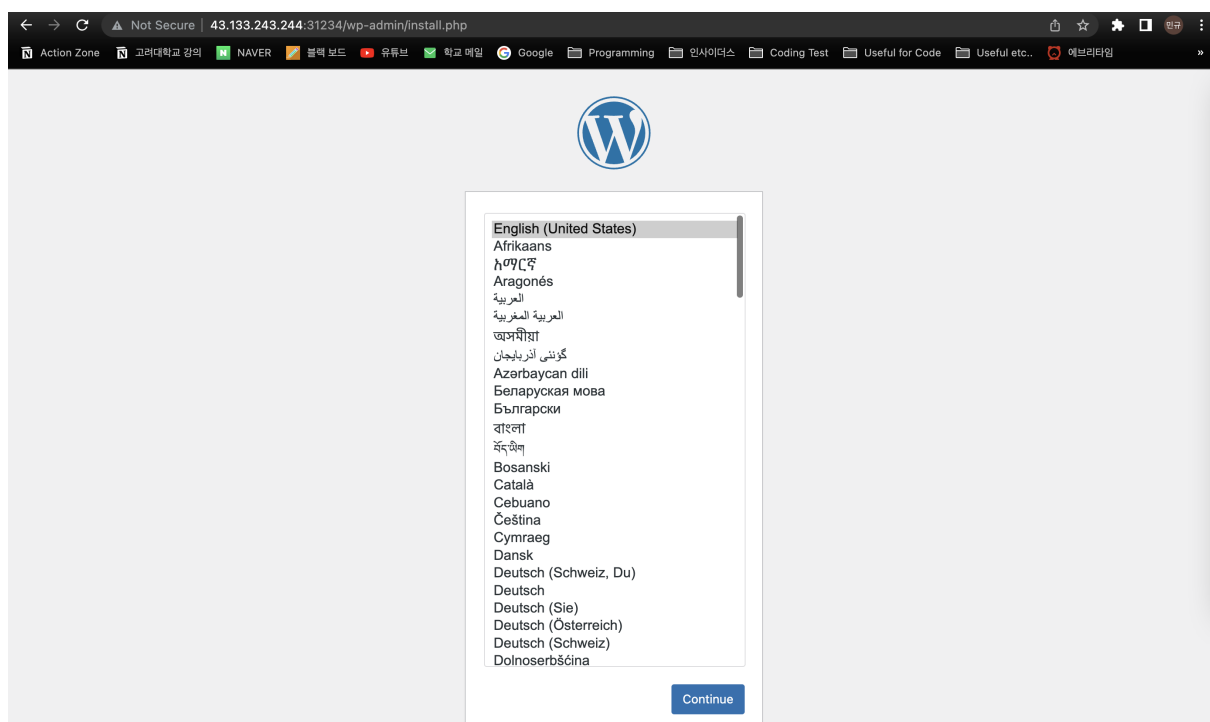 Not Secure | 43.133.243.244:31234/wp-admin/install.php
민규
Action Zone 고려대학교 강의 NAVER 블랙 보드 유튜브 학교 메일 Google Programming 인사이더스 Coding Test Useful for Code Useful etc.. 에브리타임 »
English (United States)
Afrikaans
አማርኛ
Aragonés
العربية
العربية المغربية
অসমীয়া
گؤنئی آذربایجان
Azərbaycan dili
Беларуская мова
Български
বাংলা
བོད་ཡིག
Bosanski
Català
Cebuano
Čeština
Cymraeg
Dansk
Deutsch (Schweiz, Du)
Deutsch
Deutsch (Sie)
Deutsch (Österreich)
Deutsch (Schweiz)
Dolnoserbšćina
Continue